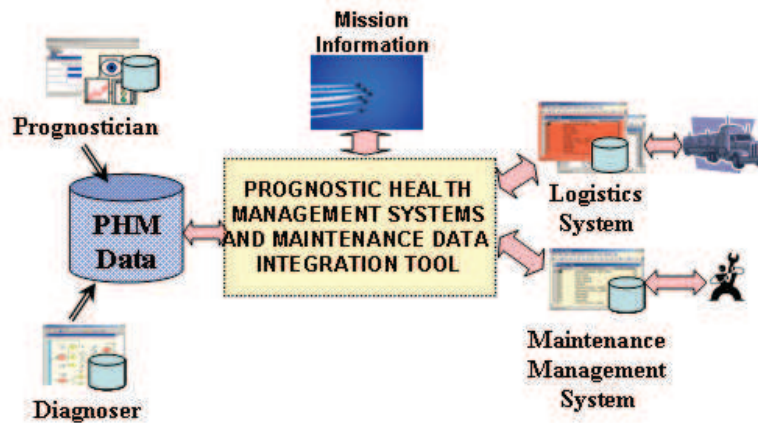 Mission
Information
Prognostician
PHM
Data
Diagnoser
PROGNOSTIC HEALTH
MANAGEMENT SYSTEMS
AND MAINTENANCE DATA
INTEGRATION TOOL
Logistics
System
Maintenance
Management
System